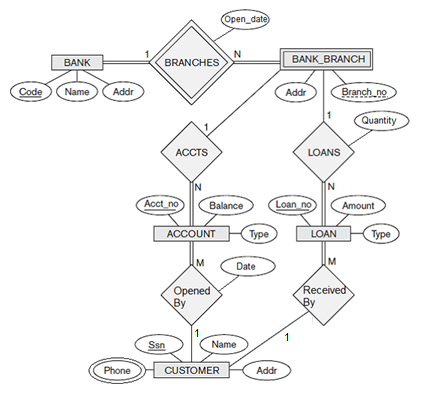 Open_date
BANK
1
BRANCHES
N
BANK_BRANCH
Code
Name
Addr
Addr
Branch_no
Quantity
1
1
ACCTS
LOANS
N
N
Acct_no
Balance
Loan_no
Amount
ACCOUNT
Type
LOAN
Type
M
Date
M
Opened
By
Received
By
1
1
Ssn
Name
Phone
CUSTOMER
Addr